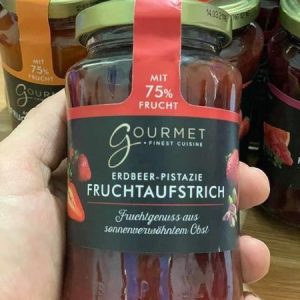 MIT
75%
FRUCHT
MIT
75%
FRUCHT
gOURMET
FINEST CUISINE
ERDBEER-PISTAZIE
FRUCHTAUFSTRICH
Fruchtgenuss aus
sonnenverwöhntem Obst